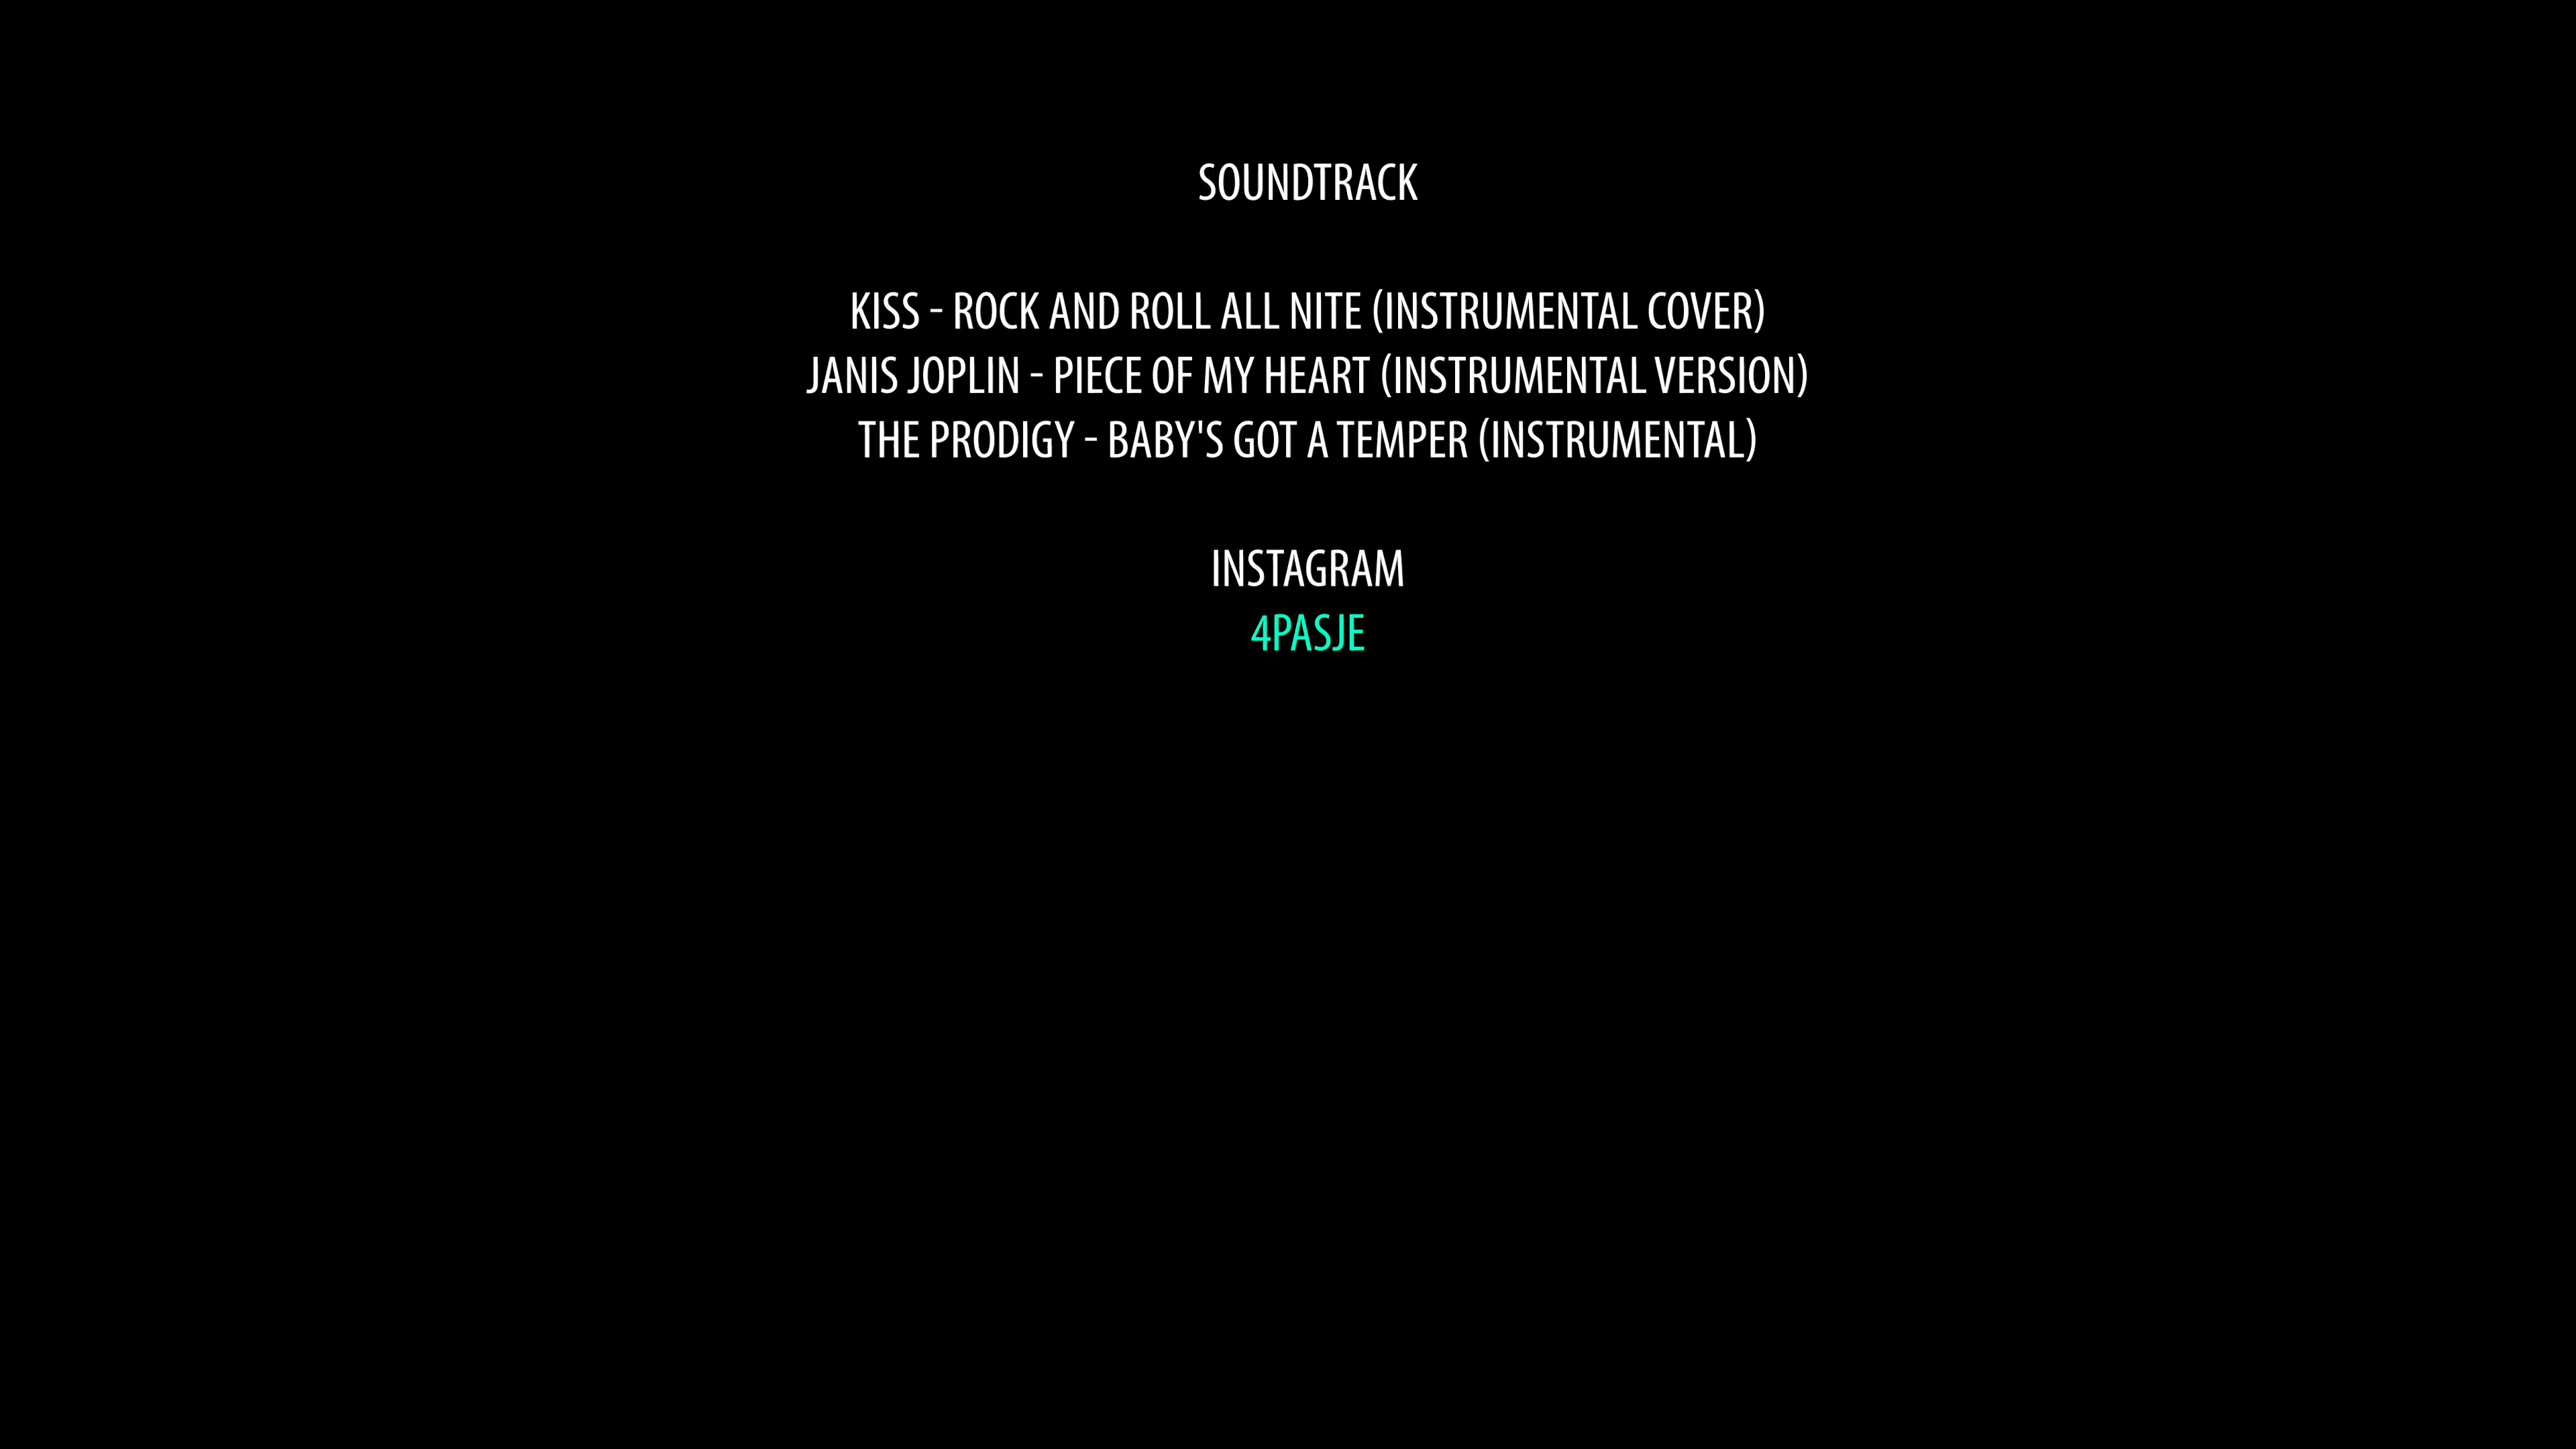 SOUNDTRACK
KISS - ROCK AND ROLL ALL NITE (INSTRUMENTAL COVER)
JANIS JOPLIN - PIECE OF MY HEART (INSTRUMENTAL VERSION)
THE PRODIGY - BABY'S GOT A TEMPER (INSTRUMENTAL)
INSTAGRAM
4PASJE